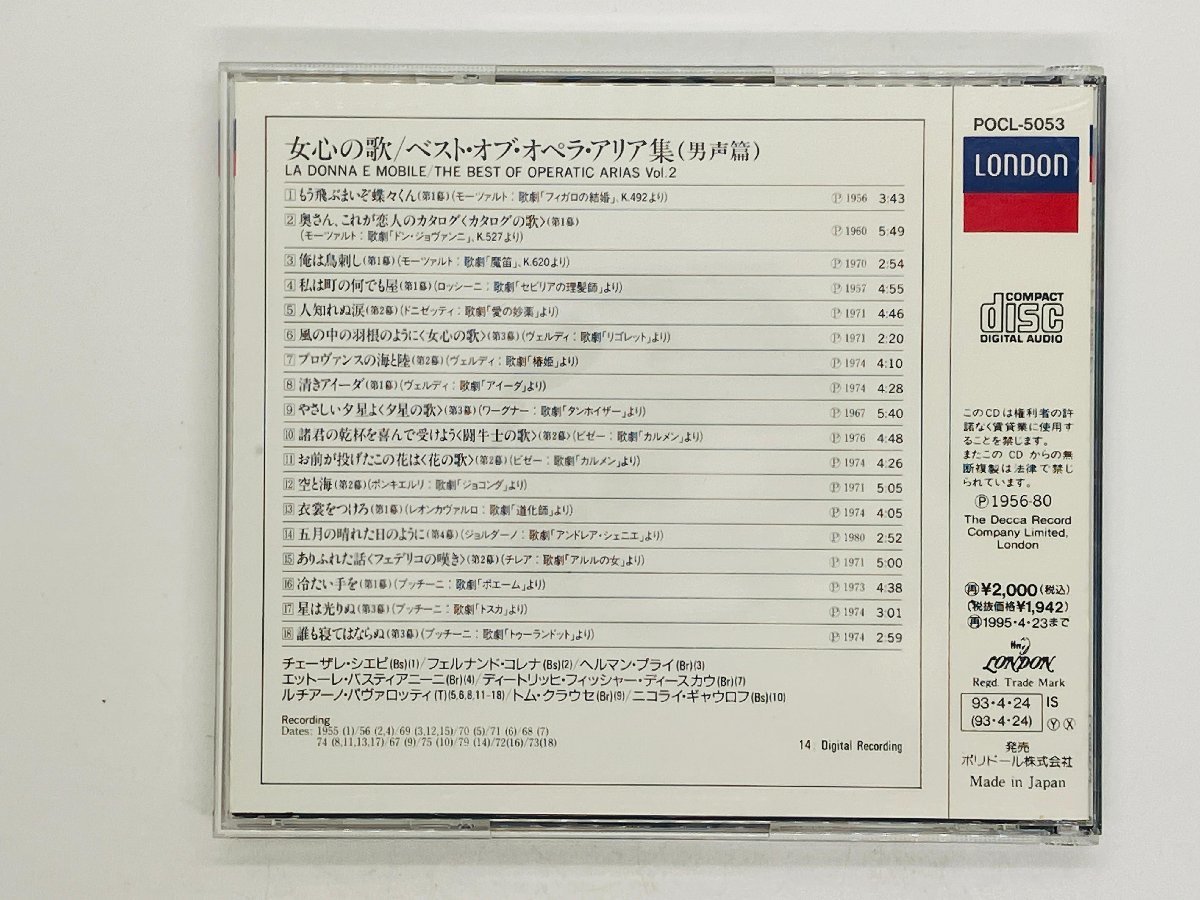 女心の歌/ベスト・オブ・オペラ・アリア集(男声篇)
LA DONNA E MOBILE/THE BEST OF OPERATIC ARIAS Vol.2
1 もう飛ぶまいぞ蝶々くん(第1幕)(モーツァルト:歌劇「フィガロの結婚」、K.492より) Ⓟ 1956 3:43
2 奥さん、これが恋人のカタログ〈カタログの歌〉(第1幕)
(モーツァルト:歌劇「ドン・ジョヴァンニ」、K.527より) Ⓟ 1960 5:49
3 俺は鳥刺し(第1幕)(モーツァルト:歌劇「魔笛」、K.620より) Ⓟ 1970 2:54
4 私は町の何でも屋(第1幕)(ロッシーニ:歌劇「セビリアの理髪師」より) Ⓟ 1957 4:55
5 人知れぬ涙(第2幕)(ドニゼッティ:歌劇「愛の妙薬」より) Ⓟ 1971 4:46
6 風の中の羽根のように〈女心の歌〉(第3幕)(ヴェルディ:歌劇「リゴレット」より) Ⓟ 1971 2:20
7 プロヴァンスの海と陸(第2幕)(ヴェルディ:歌劇「椿姫」より) Ⓟ 1974 4:10
8 清きアイーダ(第1幕)(ヴェルディ:歌劇「アイーダ」より) Ⓟ 1974 4:28
9 やさしい夕星よ〈夕星の歌〉(第3幕)(ワーグナー:歌劇「タンホイザー」より) Ⓟ 1967 5:40
10 諸君の乾杯を喜んで受けよう〈闘牛士の歌〉(第2幕)(ビゼー:歌劇「カルメン」より) Ⓟ 1976 4:48
11 お前が投げたこの花は〈花の歌〉(第2幕)(ビゼー:歌劇「カルメン」より) Ⓟ 1974 4:26
12 空と海(第2幕)(ポンキエルリ:歌劇「ジョコンダ」より) Ⓟ 1971 5:05
13 衣裳をつけろ(第1幕)(レオンカヴァルロ:歌劇「道化師」より) Ⓟ 1974 4:05
14 五月の晴れた日のように(第4幕)(ジョルダーノ:歌劇「アンドレア・シェニエ」より) Ⓟ 1980 2:52
15 ありふれた話〈フェデリコの嘆き〉(第2幕)(チレア:歌劇「アルルの女」より) Ⓟ 1971 5:00
16 冷たい手を(第1幕)(プッチーニ:歌劇「ボエーム」より) Ⓟ 1973 4:38
17 星は光りぬ(第3幕)(プッチーニ:歌劇「トスカ」より) Ⓟ 1974 3:01
18 誰も寝てはならぬ(第3幕)(プッチーニ:歌劇「トゥーランドット」より) Ⓟ 1974 2:59
チェーザレ・シエピ(Bs)(1)/フェルナンド・コレナ(Bs)(2)/ヘルマン・プライ(Br)(3)
エットーレ・バスティアニーニ(Br)(4)/ディートリッヒ・フィッシャー・ディースカウ(Br)(7)
ルチアーノ・パヴァロッティ(T)(5,6,8,11-18)/トム・クラウセ(Br)(9)/ニコライ・ギャウロフ(Bs)(10)
Recording
Dates: 1955 (1)/56 (2,4)/69 (3,12,15)/70 (5)/71 (6)/68 (7)
74 (8,11,13,17)/67 (9)/75 (10)/79 (14)/72(16)/73(18)
14: Digital Recording
POCL-5053
LONDON
COMPACT
disc
DIGITAL AUDIO
このCDは権利者の許
諾なく賃貸業に使用す
ることを禁じます。
またこの CD からの無
断複製は法律で禁じ
られています。
Ⓟ1956-80
The Decca Record
Company Limited,
London
再¥2,000(税込)
(税抜価格¥1,942)
再1995・4・23まで
LONDON
Regd. Trade Mark
93・4・24 IS
(93・4・24) Ⓨ Ⓧ
発売
ポリドール株式会社
Made in Japan